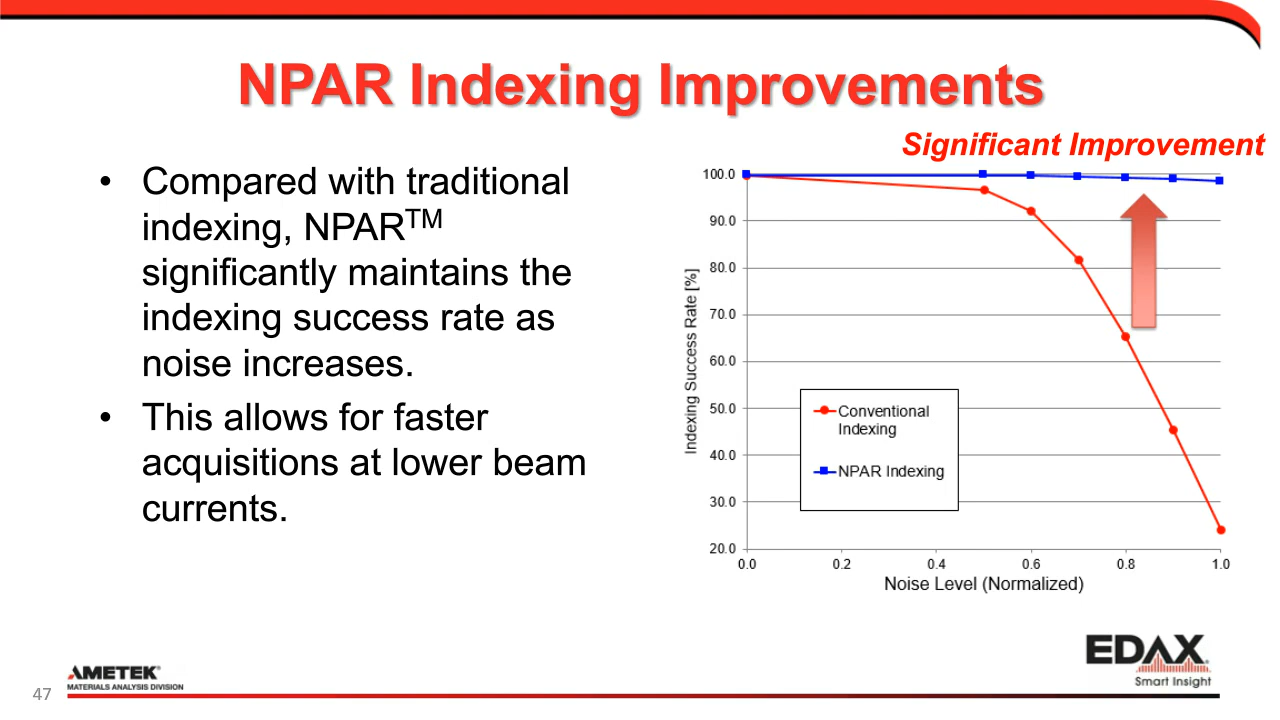 NPAR Indexing Improvements
• Compared with traditional
indexing, NPAR™
significantly maintains the
indexing success rate as
noise increases.
• This allows for faster
acquisitions at lower beam
currents.
Significant Improvement
100.0
90.0
80.0
70.0
60.0
50.0
40.0
30.0
20.0
Indexing Success Rate [%]
Conventional
Indexing
NPAR Indexing
0.0 0.2 0.4 0.6 0.8 1.0
Noise Level (Normalized)
47
AMETEK®
MATERIALS ANALYSIS DIVISION
EDAX
Smart Insight